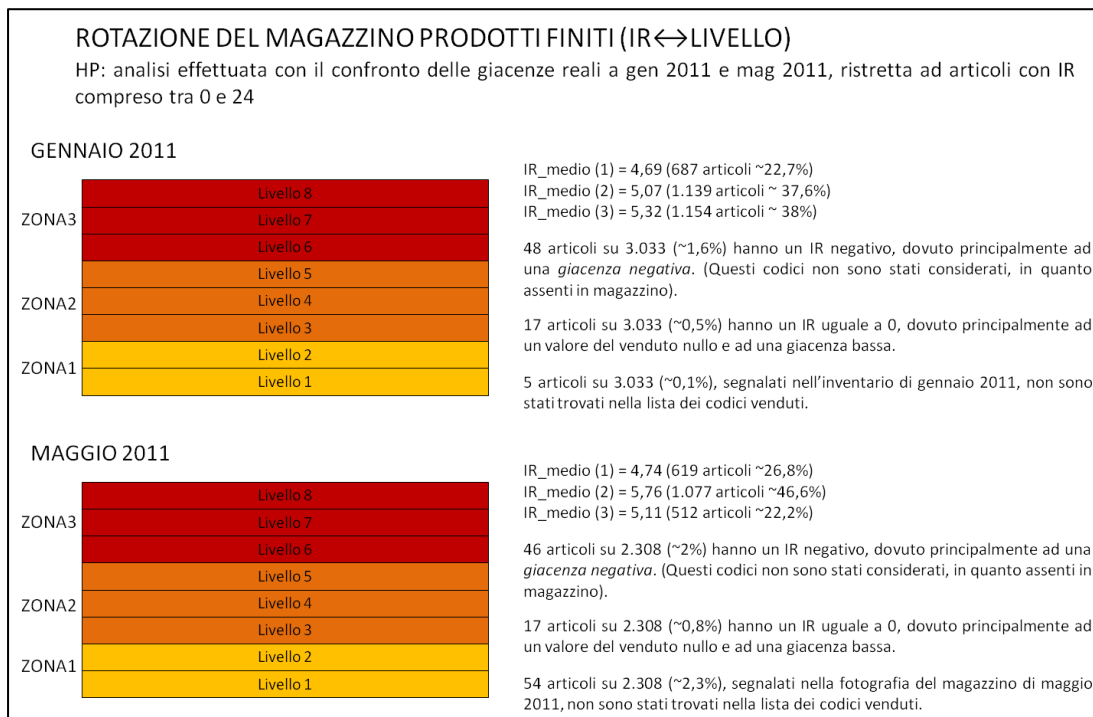 ROTAZIONE DEL MAGAZZINO PRODOTTI FINITI (IR↔LIVELLO)
HP: analisi effettuata con il confronto delle giacenze reali a gen 2011 e mag 2011, ristretta ad articoli con IR
compreso tra 0 e 24
GENNAIO 2011
ZONA3
ZONA2
ZONA1
Livello 8
Livello 7
Livello 6
Livello 5
Livello 4
Livello 3
Livello 2
Livello 1
IR_medio (1) = 4,69 (687 articoli ~22,7%)
IR_medio (2) = 5,07 (1.139 articoli ~ 37,6%)
IR_medio (3) = 5,32 (1.154 articoli ~ 38%)
48 articoli su 3.033 (~1,6%) hanno un IR negativo, dovuto principalmente ad
una giacenza negativa. (Questi codici non sono stati considerati, in quanto
assenti in magazzino).
17 articoli su 3.033 (~0,5%) hanno un IR uguale a 0, dovuto principalmente ad
un valore del venduto nullo e ad una giacenza bassa.
5 articoli su 3.033 (~0,1%), segnalati nell'inventario di gennaio 2011, non sono
stati trovati nella lista dei codici venduti.
MAGGIO 2011
ZONA3
ZONA2
ZONA1
Livello 8
Livello 7
Livello 6
Livello 5
Livello 4
Livello 3
Livello 2
Livello 1
IR_medio (1) = 4,74 (619 articoli ~26,8%)
IR_medio (2) = 5,76 (1.077 articoli ~46,6%)
IR_medio (3) = 5,11 (512 articoli ~22,2%)
46 articoli su 2.308 (~2%) hanno un IR negativo, dovuto principalmente ad una
giacenza negativa. (Questi codici non sono stati considerati, in quanto assenti in
magazzino).
17 articoli su 2.308 (~0,8%) hanno un IR uguale a 0, dovuto principalmente ad
un valore del venduto nullo e ad una giacenza bassa.
54 articoli su 2.308 (~2,3%), segnalati nella fotografia del magazzino di maggio
2011, non sono stati trovati nella lista dei codici venduti.